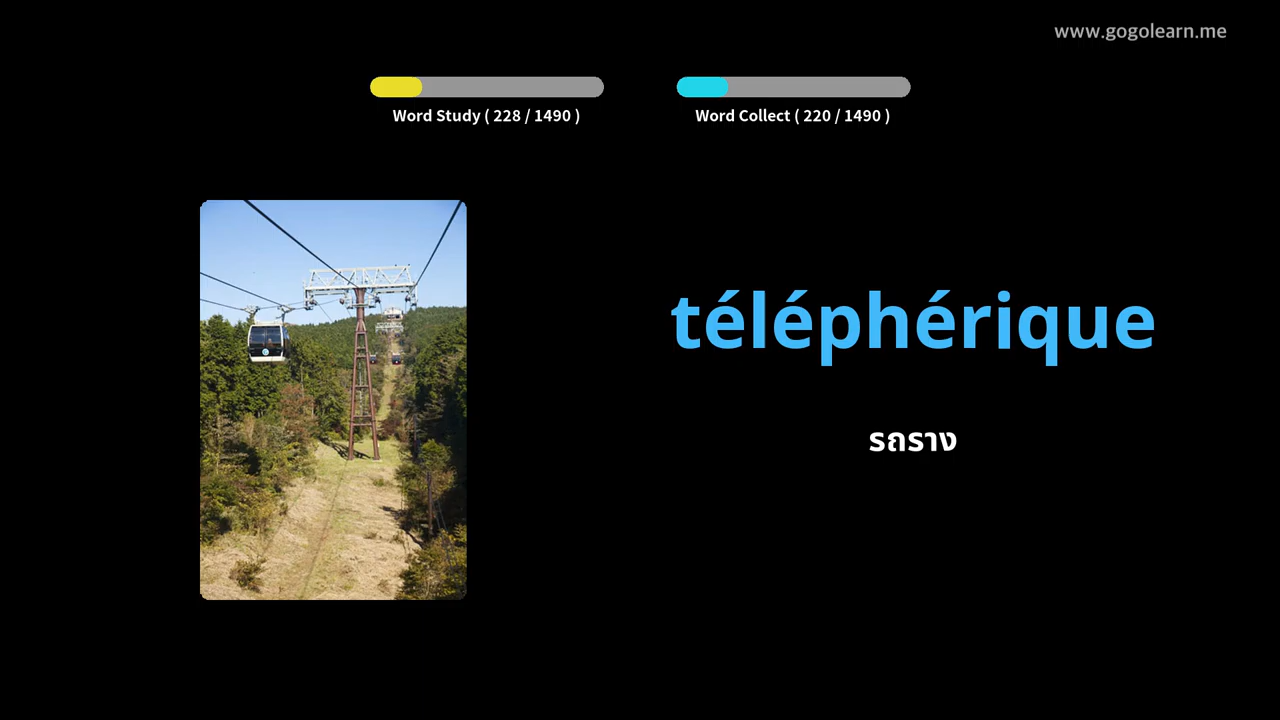 www.gogolearn.me
Word Study ( 228 / 1490 )
Word Collect ( 220 / 1490 )
téléphérique
รถราง